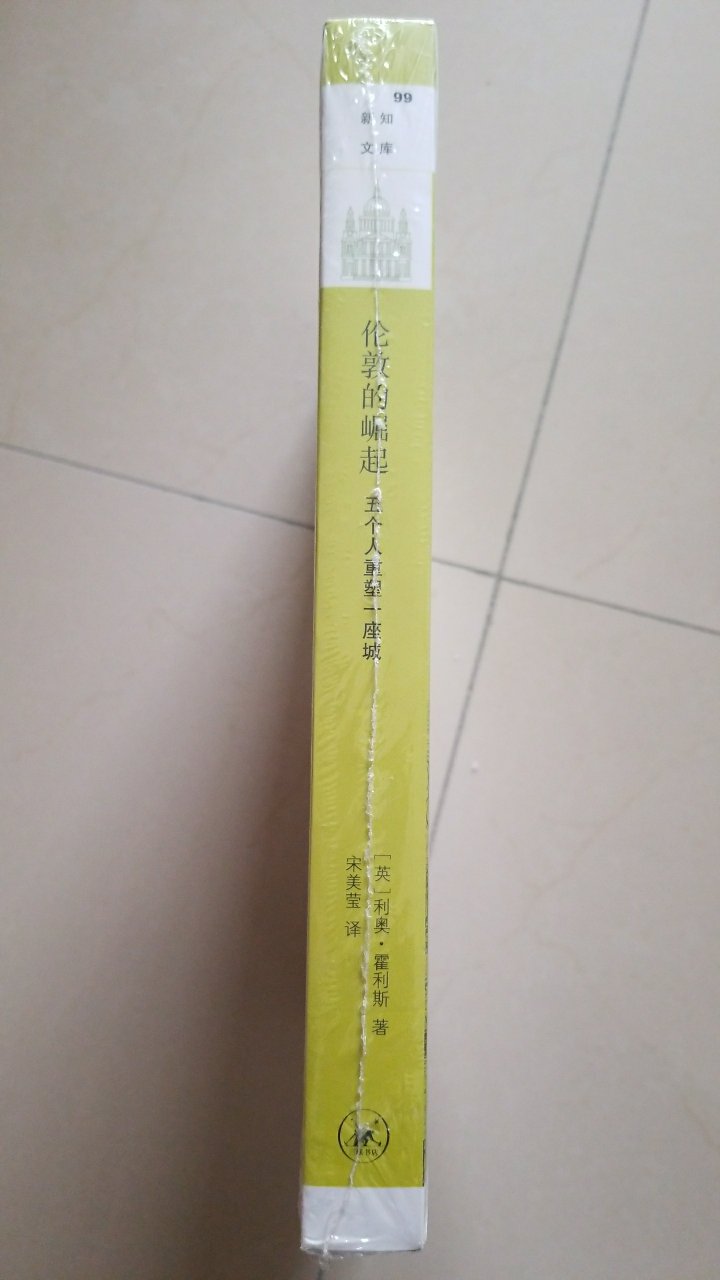 99
新知
文库
伦敦的崛起
五个人重塑一座城
[英]利奥·霍利斯 著
宋美莹 译